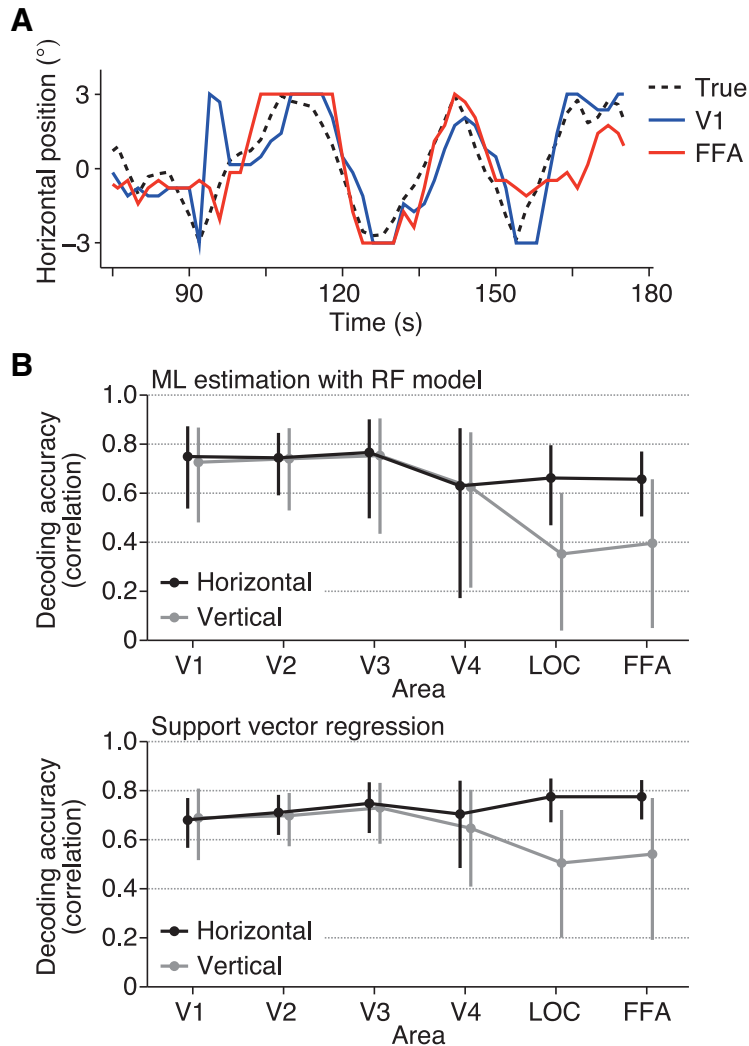 A
Horizontal position (°)
3
0
−3
90
120
150
180
Time (s)
True
V1
FFA
B
ML estimation with RF model
Decoding accuracy
(correlation)
1.0
0.8
0.6
0.4
0.2
0
Horizontal
Vertical
V1
V2
V3
V4
LOC
FFA
Area
Support vector regression
Decoding accuracy
(correlation)
1.0
0.8
0.6
0.4
0.2
0
Horizontal
Vertical
V1
V2
V3
V4
LOC
FFA
Area